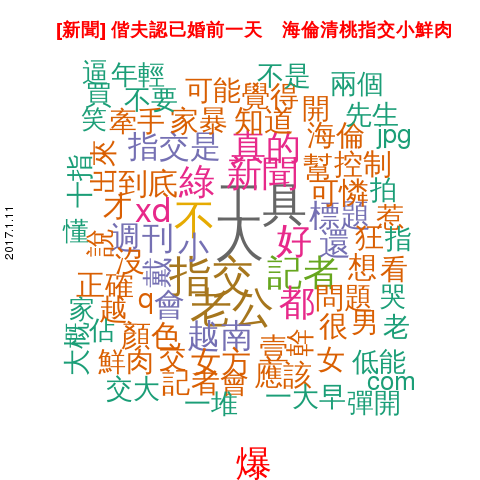 [新聞] 偕夫認已婚前一天　海倫清桃指交小鮮肉
逼 年輕 不是 兩個
買 不要 可能 覺得 開 先生
笑 牽手 家暴 知道 海倫 jpg
出來 指交是 真的 幫 控制
十指 到底 綠 新聞 可憐 拍
才 xd 不 工具人 標題 惹
懂 說 週刊 小 好 還 狂 指
沒 戴 指交 記者 想 看
正確 q 會 老公 都 問題 哭
家 越 越南 很 男 老
大概 佔 顏色 壹 幹
鮮肉 交 女方 應該 女 低能
交大 記者會 com
一堆 一大早 彈開
2017.1.11
爆